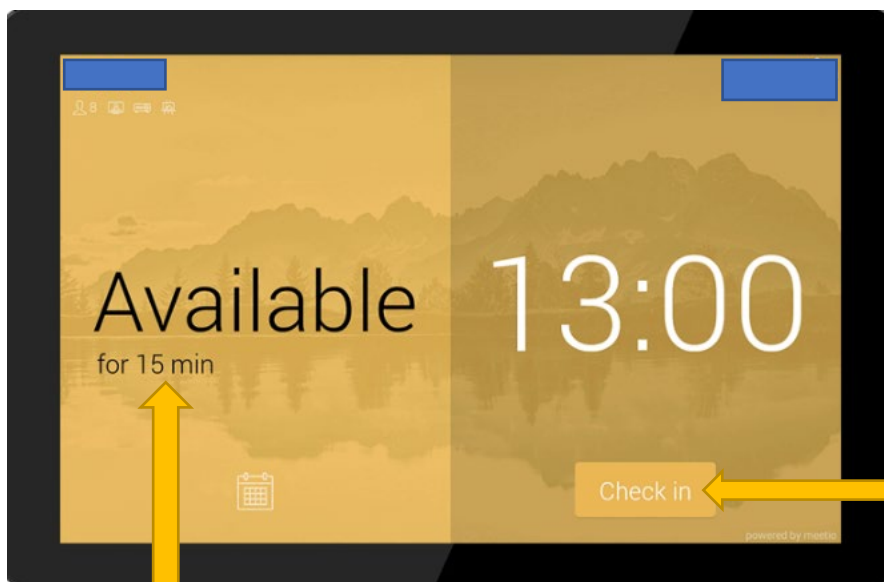 8
Available
for 15 min
13:00
Check in
powered by meetio